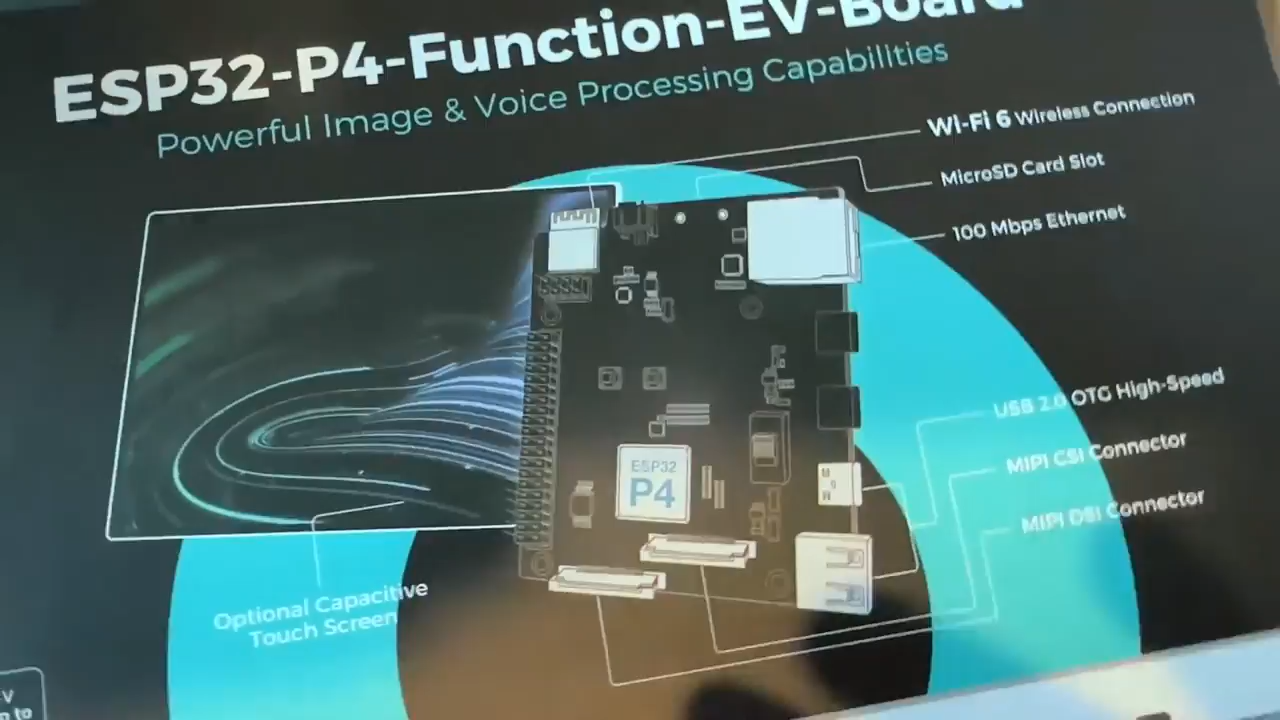 ESP32-P4-Function-EV-Board
Powerful Image & Voice Processing Capabilities
Wi-Fi 6 Wireless Connection
MicroSD Card Slot
100 Mbps Ethernet
USB 2.0 OTG High-Speed
MIPI CSI Connector
MIPI DSI Connector
ESP32
P4
Optional Capacitive
Touch Screen